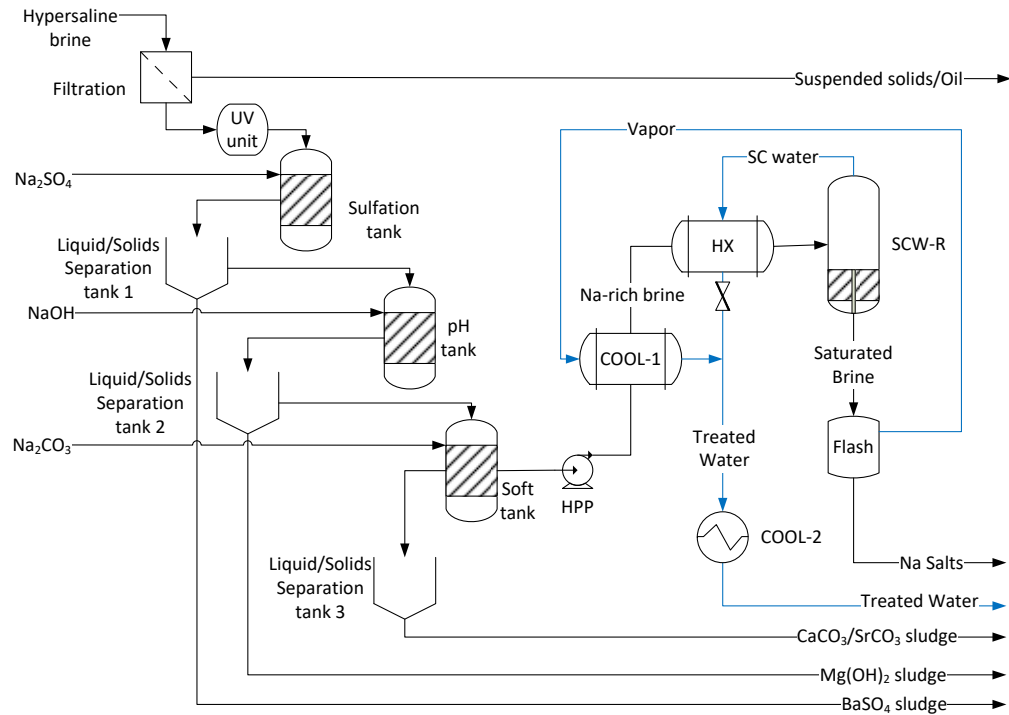 Hypersaline
brine
Filtration
Suspended solids/Oil
UV
unit
Vapor
SC water
Na₂SO₄
Sulfation
tank
HX
SCW-R
Liquid/Solids
Separation
tank 1
Na-rich brine
NaOH
pH
tank
COOL-1
Saturated
Brine
Liquid/Solids
Separation
tank 2
Treated
Water
Flash
Na₂CO₃
Soft
tank
HPP
COOL-2
Liquid/Solids
Separation
tank 3
Na Salts
Treated Water
CaCO₃/SrCO₃ sludge
Mg(OH)₂ sludge
BaSO₄ sludge